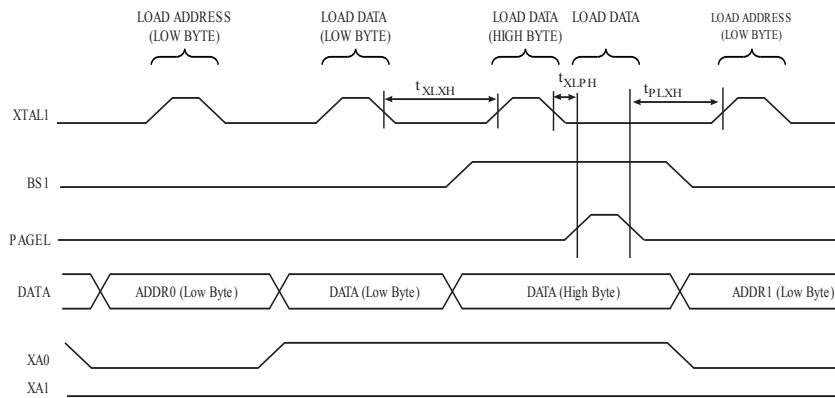 LOAD ADDRESS
(LOW BYTE)
LOAD DATA
(LOW BYTE)
LOAD DATA
(HIGH BYTE)
LOAD DATA
LOAD ADDRESS
(LOW BYTE)
tXLXH
tXLPH
tPLXH
XTAL1
BS1
PAGEL
DATA
ADDR0 (Low Byte)
DATA (Low Byte)
DATA (High Byte)
ADDR1 (Low Byte)
XA0
XA1